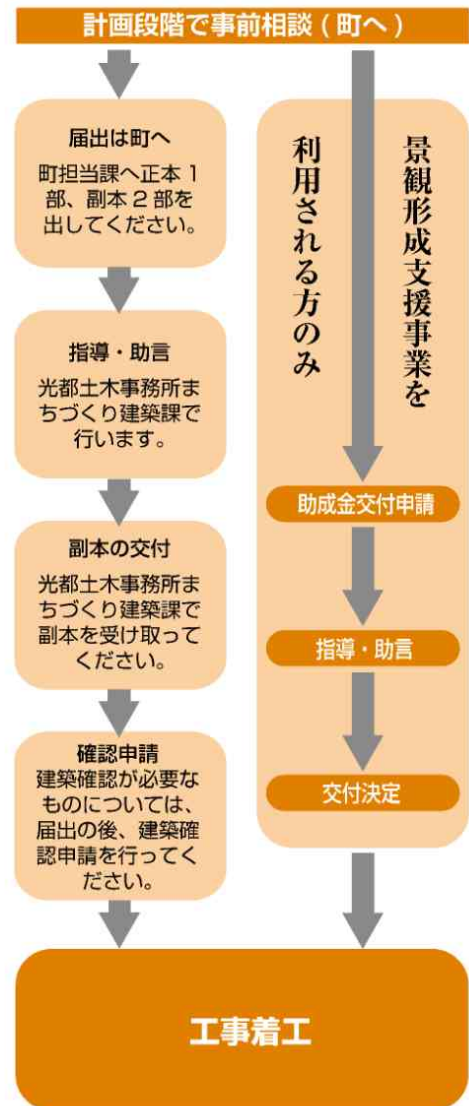 計画段階で事前相談(町へ)
届出は町へ
町担当課へ正本1
部、副本2部を
出してください。
指導・助言
光都土木事務所ま
ちづくり建築課で
行います。
副本の交付
光都土木事務所ま
ちづくり建築課で
副本を受け取って
ください。
確認申請
建築確認が必要な
ものについては、
届出の後、建築確
認申請を行ってく
ださい。
景観形成支援事業を
利用される方のみ
助成金交付申請
指導・助言
交付決定
工事着工